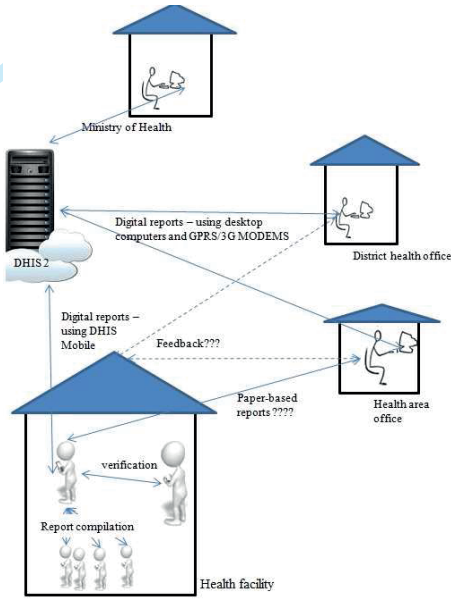 Ministry of Health
Digital reports – using desktop
computers and GPRS/3G MODEMS
DHIS 2
District health office
Digital reports –
using DHIS
Mobile
Feedback???
Paper-based
reports ????
Health area
office
verification
Report compilation
Health facility